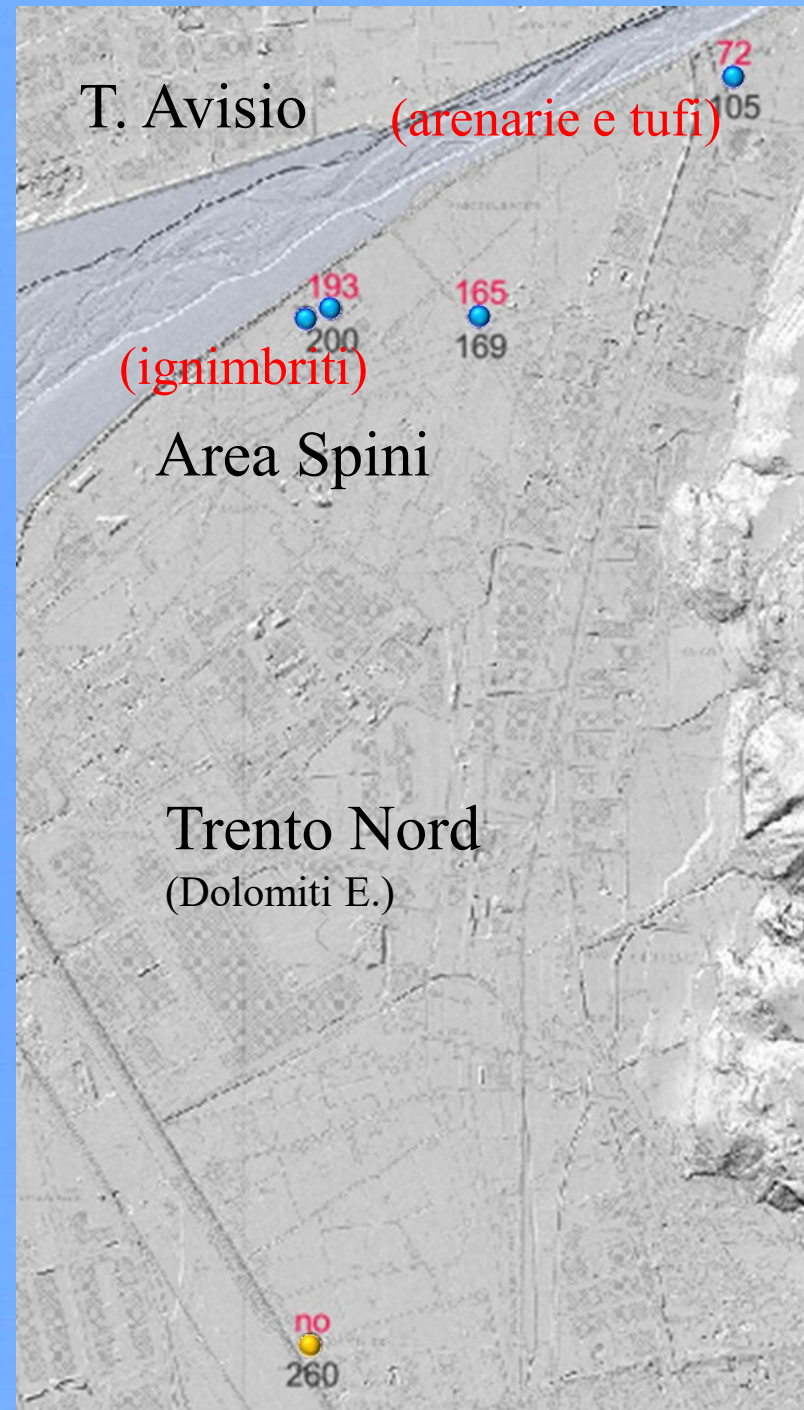 72
T. Avisio
(arenarie e tufi)
105
193
165
200
169
(ignimbriti)
Area Spini
Trento Nord
(Dolomiti E.)
no
260